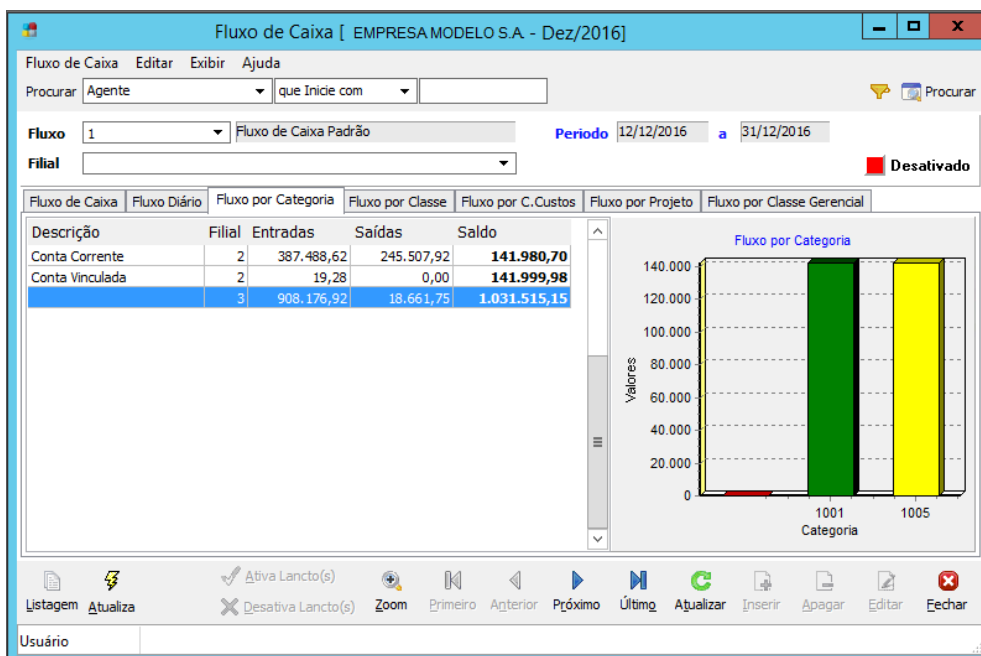 Fluxo de Caixa [ EMPRESA MODELO S.A. - Dez/2016]
Fluxo de Caixa Editar Exibir Ajuda
Procurar Agente que Inicie com Procurar
Fluxo 1 Fluxo de Caixa Padrão Periodo 12/12/2016 a 31/12/2016
Filial Desativado
Fluxo de Caixa Fluxo Diário Fluxo por Categoria Fluxo por Classe Fluxo por C.Custos Fluxo por Projeto Fluxo por Classe Gerencial
Descrição Filial Entradas Saídas Saldo
Conta Corrente 2 387.488,62 245.507,92 141.980,70
Conta Vinculada 2 19,28 0,00 141.999,98
3 908.176,92 18.661,75 1.031.515,15
Fluxo por Categoria
140.000
120.000
100.000
80.000
60.000
40.000
20.000
0
Valores
1001 1005
Categoria
Listagem Atualiza Ativa Lancto(s) Desativa Lancto(s) Zoom Primeiro Anterior Próximo Último Atualizar Inserir Apagar Editar Fechar
Usuário